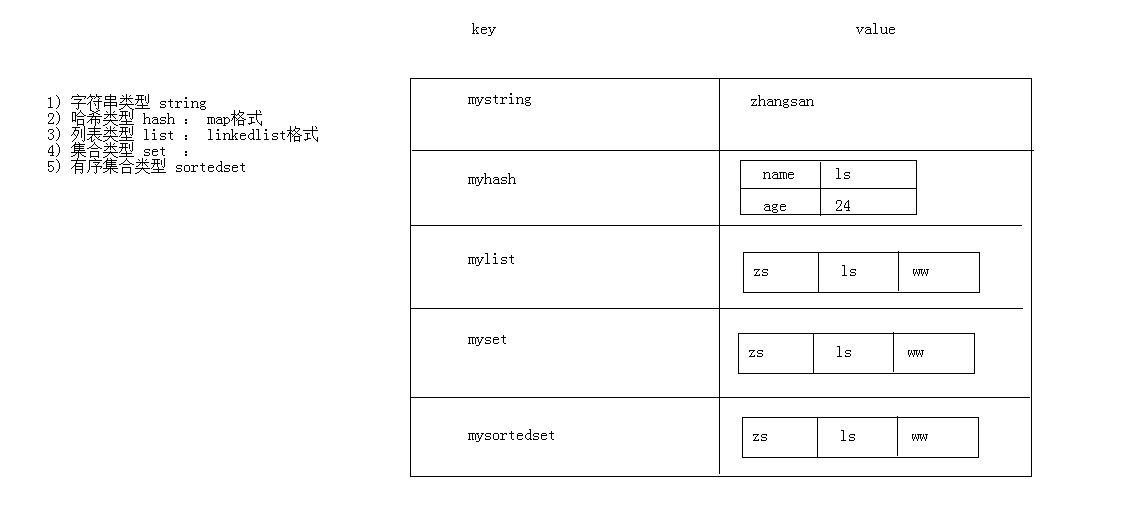 key value
1) 字符串类型 string
2) 哈希类型 hash ： map格式
3) 列表类型 list ： linkedlist格式
4) 集合类型 set ：
5) 有序集合类型 sortedset
mystring zhangsan
myhash
name ls
age 24
mylist
zs ls ww
myset
zs ls ww
mysortedset
zs ls ww